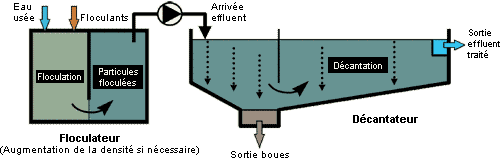 Eau
usée
Floculants
Arrivée
effluent
Sortie
effluent
traité
Floculation
Particules
floculées
Décantation
Floculateur
(Augmentation de la densité si nécessaire)
Décantateur
Sortie boues